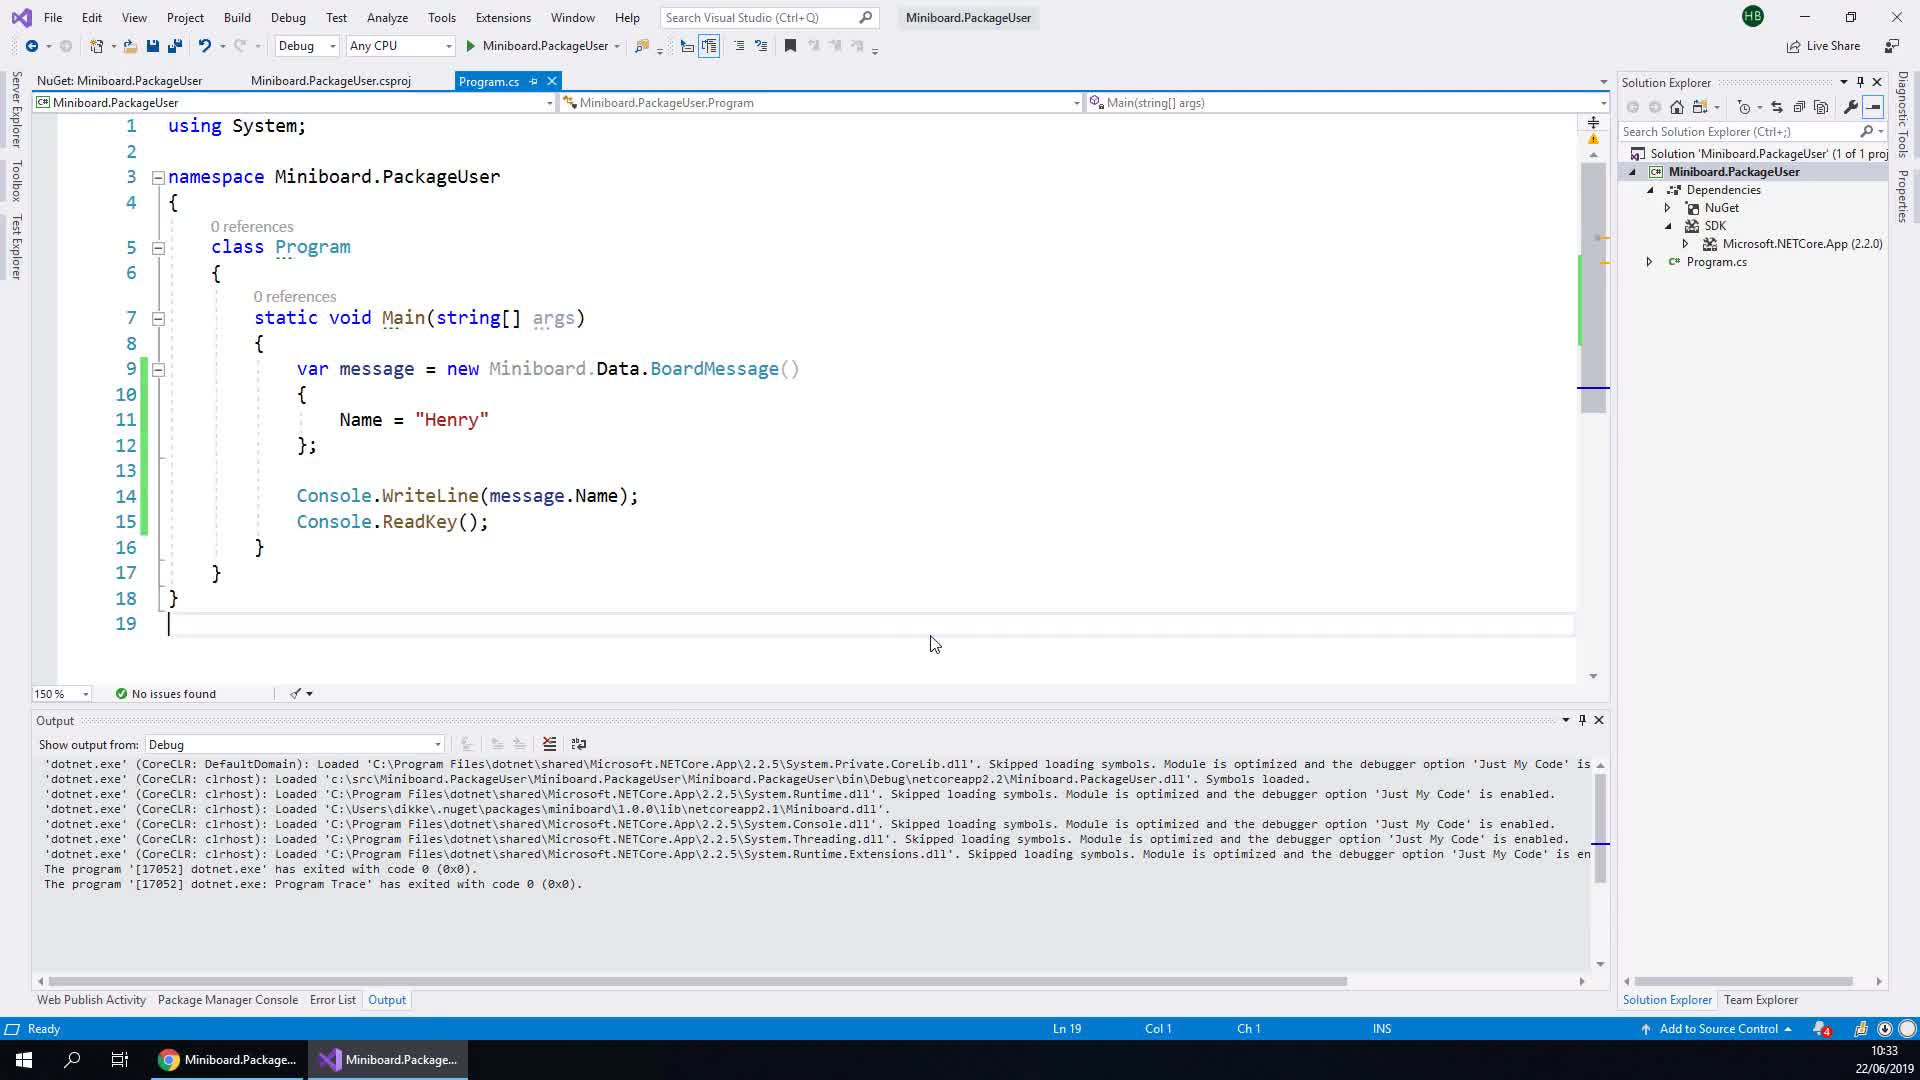 File Edit View Project Build Debug Test Analyze Tools Extensions Window Help Search Visual Studio (Ctrl+Q) Miniboard.PackageUser HB
Debug Any CPU Miniboard.PackageUser Live Share
NuGet: Miniboard.PackageUser Miniboard.PackageUser.csproj Program.cs
Miniboard.PackageUser Miniboard.PackageUser.Program Main(string[] args)
Server Explorer
Toolbox
Test Explorer
1 using System;
2
3 namespace Miniboard.PackageUser
4 {
0 references
5 class Program
6 {
0 references
7 static void Main(string[] args)
8 {
9 var message = new Miniboard.Data.BoardMessage()
10 {
11 Name = "Henry"
12 };
13
14 Console.WriteLine(message.Name);
15 Console.ReadKey();
16 }
17 }
18 }
19
150 % No issues found
Solution Explorer
Search Solution Explorer (Ctrl+;)
Solution 'Miniboard.PackageUser' (1 of 1 proj
C# Miniboard.PackageUser
Dependencies
NuGet
SDK
Microsoft.NETCore.App (2.2.0)
C# Program.cs
Diagnostic Tools
Properties
Output
Show output from: Debug
'dotnet.exe' (CoreCLR: DefaultDomain): Loaded 'C:\Program Files\dotnet\shared\Microsoft.NETCore.App\2.2.5\System.Private.CoreLib.dll'. Skipped loading symbols. Module is optimized and the debugger option 'Just My Code' is
'dotnet.exe' (CoreCLR: clrhost): Loaded 'c:\src\Miniboard.PackageUser\Miniboard.PackageUser\bin\Debug\netcoreapp2.2\Miniboard.PackageUser.dll'. Symbols loaded.
'dotnet.exe' (CoreCLR: clrhost): Loaded 'C:\Program Files\dotnet\shared\Microsoft.NETCore.App\2.2.5\System.Runtime.dll'. Skipped loading symbols. Module is optimized and the debugger option 'Just My Code' is enabled.
'dotnet.exe' (CoreCLR: clrhost): Loaded 'C:\Users\dikke\.nuget\packages\miniboard\1.0.0\lib\netcoreapp2.1\Miniboard.dll'.
'dotnet.exe' (CoreCLR: clrhost): Loaded 'C:\Program Files\dotnet\shared\Microsoft.NETCore.App\2.2.5\System.Console.dll'. Skipped loading symbols. Module is optimized and the debugger option 'Just My Code' is enabled.
'dotnet.exe' (CoreCLR: clrhost): Loaded 'C:\Program Files\dotnet\shared\Microsoft.NETCore.App\2.2.5\System.Threading.dll'. Skipped loading symbols. Module is optimized and the debugger option 'Just My Code' is enabled.
'dotnet.exe' (CoreCLR: clrhost): Loaded 'C:\Program Files\dotnet\shared\Microsoft.NETCore.App\2.2.5\System.Runtime.Extensions.dll'. Skipped loading symbols. Module is optimized and the debugger option 'Just My Code' is en
The program '[17052] dotnet.exe' has exited with code 0 (0x0).
The program '[17052] dotnet.exe: Program Trace' has exited with code 0 (0x0).
Web Publish Activity Package Manager Console Error List Output
Solution Explorer Team Explorer
Ready Ln 19 Col 1 Ch 1 INS Add to Source Control 4
Miniboard.Package... Miniboard.Package...
10:33
22/06/2019